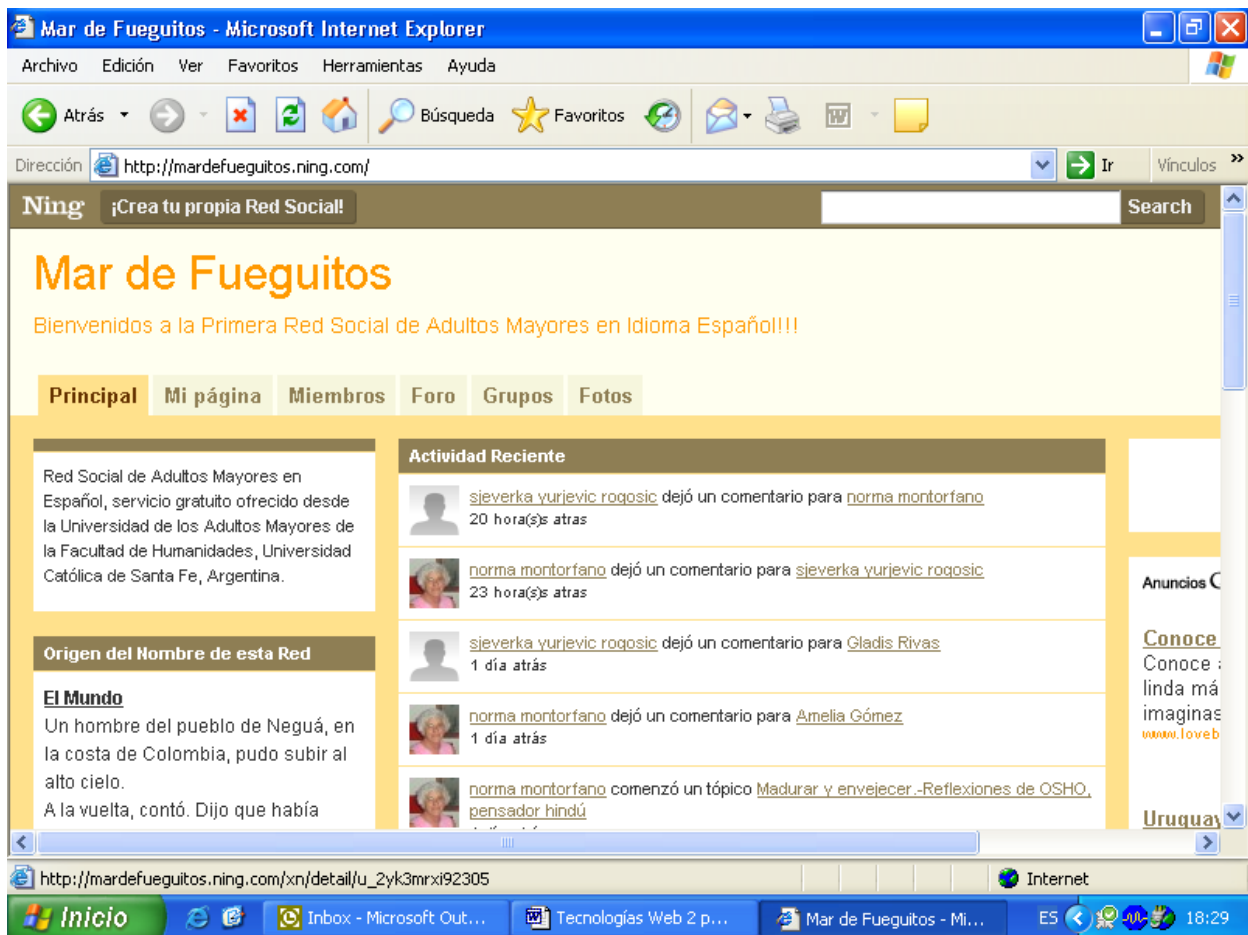 Mar de Fueguitos - Microsoft Internet Explorer
Archivo Edición Ver Favoritos Herramientas Ayuda
Atrás Búsqueda Favoritos
Dirección http://mardefueguitos.ning.com/ Ir Vínculos »
Ning ¡Crea tu propia Red Social! Search
Mar de Fueguitos
Bienvenidos a la Primera Red Social de Adultos Mayores en Idioma Español!!!
Principal Mi página Miembros Foro Grupos Fotos
Red Social de Adultos Mayores en
Español, servicio gratuito ofrecido desde
la Universidad de los Adultos Mayores de
la Facultad de Humanidades, Universidad
Católica de Santa Fe, Argentina.
Origen del Nombre de esta Red
El Mundo
Un hombre del pueblo de Neguá, en
la costa de Colombia, pudo subir al
alto cielo.
A la vuelta, contó. Dijo que había
Actividad Reciente
sjeverka yurjevic rogosic dejó un comentario para norma montorfano
20 hora(s)s atras
norma montorfano dejó un comentario para sjeverka yurjevic rogosic
23 hora(s)s atras
sjeverka yurjevic rogosic dejó un comentario para Gladis Rivas
1 día atrás
norma montorfano dejó un comentario para Amelia Gómez
1 día atrás
norma montorfano comenzó un tópico Madurar y envejecer.-Reflexiones de OSHO,
pensador hindú
Anuncios
Conoce
Conoce
linda má
imaginas
www.loveb
Uruguay
http://mardefueguitos.ning.com/xn/detail/u_2yk3mrxi92305 Internet
Inicio Inbox - Microsoft Out... Tecnologías Web 2 p... Mar de Fueguitos - Mi... ES 18:29